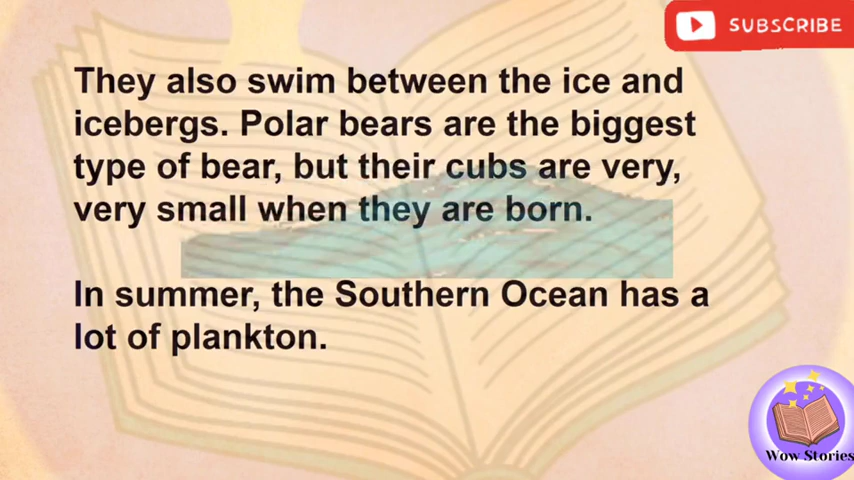 SUBSCRIBE
They also swim between the ice and
icebergs. Polar bears are the biggest
type of bear, but their cubs are very,
very small when they are born.
In summer, the Southern Ocean has a
lot of plankton.
Wow Stories